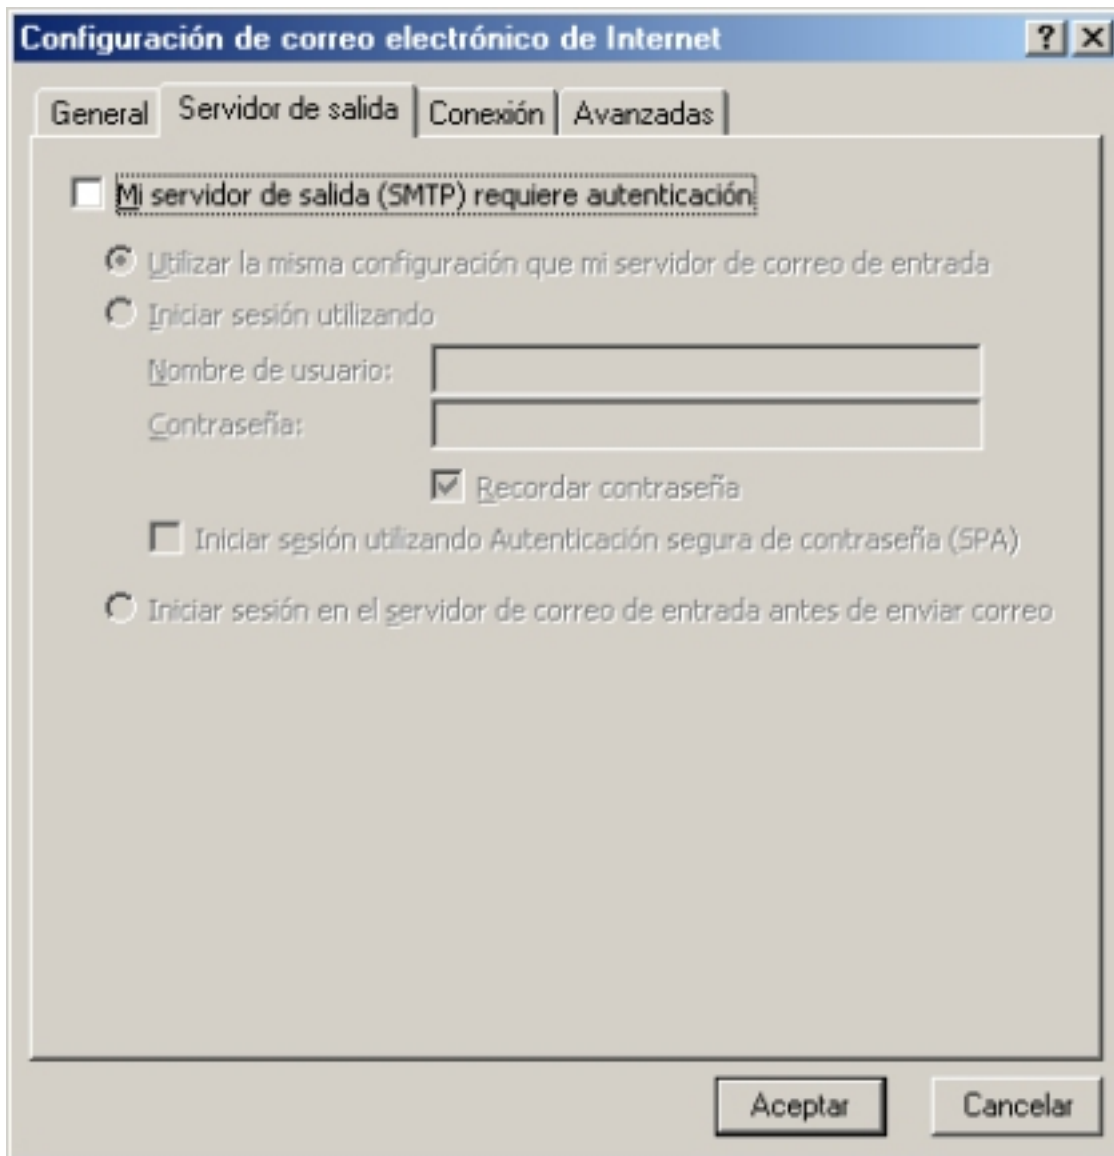 Configuración de correo electrónico de Internet
General Servidor de salida Conexión Avanzadas
Mi servidor de salida (SMTP) requiere autenticación
Utilizar la misma configuración que mi servidor de correo de entrada
Iniciar sesión utilizando
Nombre de usuario:
Contraseña:
Recordar contraseña
Iniciar sesión utilizando Autenticación segura de contraseña (SPA)
Iniciar sesión en el servidor de correo de entrada antes de enviar correo
Aceptar Cancelar